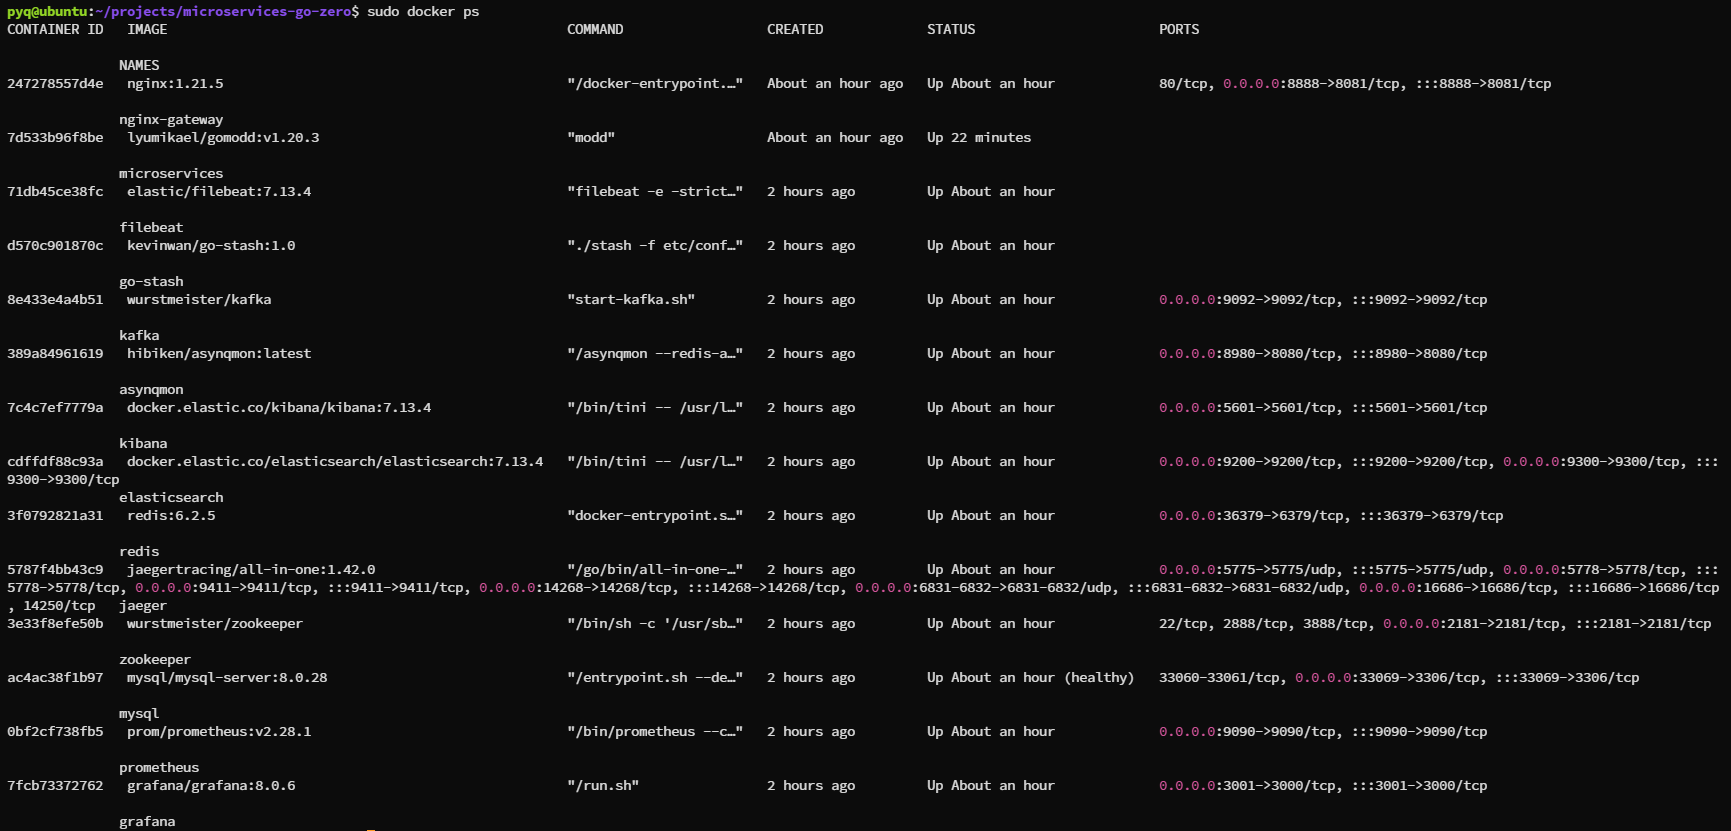 pyq@ubuntu:~/projects/microservices-go-zero$ sudo docker ps
CONTAINER ID   IMAGE                                                  COMMAND                  CREATED             STATUS                       PORTS
              NAMES
247278557d4e   nginx:1.21.5                                           "/docker-entrypoint.…"   About an hour ago   Up About an hour             80/tcp, 0.0.0.0:8888->8081/tcp, :::8888->8081/tcp
              nginx-gateway
7d533b96f8be   lyumikael/gomodd:v1.20.3                               "modd"                   About an hour ago   Up 22 minutes
              microservices
71db45ce38fc   elastic/filebeat:7.13.4                                "filebeat -e -strict…"   2 hours ago         Up About an hour
              filebeat
d570c901870c   kevinwan/go-stash:1.0                                  "./stash -f etc/conf…"   2 hours ago         Up About an hour
              go-stash
8e433e4a4b51   wurstmeister/kafka                                     "start-kafka.sh"         2 hours ago         Up About an hour             0.0.0.0:9092->9092/tcp, :::9092->9092/tcp
              kafka
389a84961619   hibiken/asynqmon:latest                                "/asynqmon --redis-a…"   2 hours ago         Up About an hour             0.0.0.0:8980->8080/tcp, :::8980->8080/tcp
              asynqmon
7c4c7ef7779a   docker.elastic.co/kibana/kibana:7.13.4                 "/bin/tini -- /usr/l…"   2 hours ago         Up About an hour             0.0.0.0:5601->5601/tcp, :::5601->5601/tcp
              kibana
cdffdf88c93a   docker.elastic.co/elasticsearch/elasticsearch:7.13.4   "/bin/tini -- /usr/l…"   2 hours ago         Up About an hour             0.0.0.0:9200->9200/tcp, :::9200->9200/tcp, 0.0.0.0:9300->9300/tcp, :::
9300->9300/tcp
              elasticsearch
3f0792821a31   redis:6.2.5                                            "docker-entrypoint.s…"   2 hours ago         Up About an hour             0.0.0.0:36379->6379/tcp, :::36379->6379/tcp
              redis
5787f4bb43c9   jaegertracing/all-in-one:1.42.0                        "/go/bin/all-in-one-…"   2 hours ago         Up About an hour             0.0.0.0:5775->5775/udp, :::5775->5775/udp, 0.0.0.0:5778->5778/tcp, :::
5778->5778/tcp, 0.0.0.0:9411->9411/tcp, :::9411->9411/tcp, 0.0.0.0:14268->14268/tcp, :::14268->14268/tcp, 0.0.0.0:6831-6832->6831-6832/udp, :::6831-6832->6831-6832/udp, 0.0.0.0:16686->16686/tcp, :::16686->16686/tcp
, 14250/tcp   jaeger
3e33f8efe50b   wurstmeister/zookeeper                                 "/bin/sh -c '/usr/sb…"   2 hours ago         Up About an hour             22/tcp, 2888/tcp, 3888/tcp, 0.0.0.0:2181->2181/tcp, :::2181->2181/tcp
              zookeeper
ac4ac38f1b97   mysql/mysql-server:8.0.28                              "/entrypoint.sh --de…"   2 hours ago         Up About an hour (healthy)   33060-33061/tcp, 0.0.0.0:33069->3306/tcp, :::33069->3306/tcp
              mysql
0bf2cf738fb5   prom/prometheus:v2.28.1                                "/bin/prometheus --c…"   2 hours ago         Up About an hour             0.0.0.0:9090->9090/tcp, :::9090->9090/tcp
              prometheus
7fcb73372762   grafana/grafana:8.0.6                                  "/run.sh"                2 hours ago         Up About an hour             0.0.0.0:3001->3000/tcp, :::3001->3000/tcp
              grafana